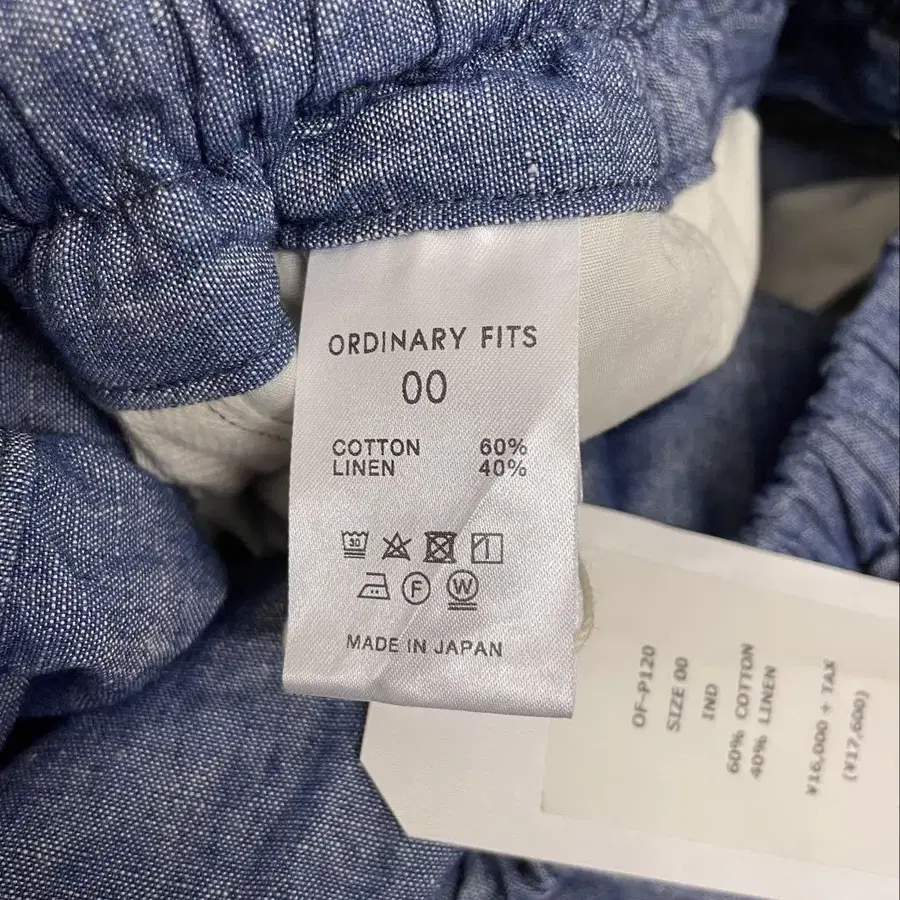 ORDINARY FITS
00
COTTON 60%
LINEN 40%
30
F W
MADE IN JAPAN
OF-P120
SIZE 00
IND
60% COTTON
40% LINEN
¥16,000 + TAX
(¥17,600)